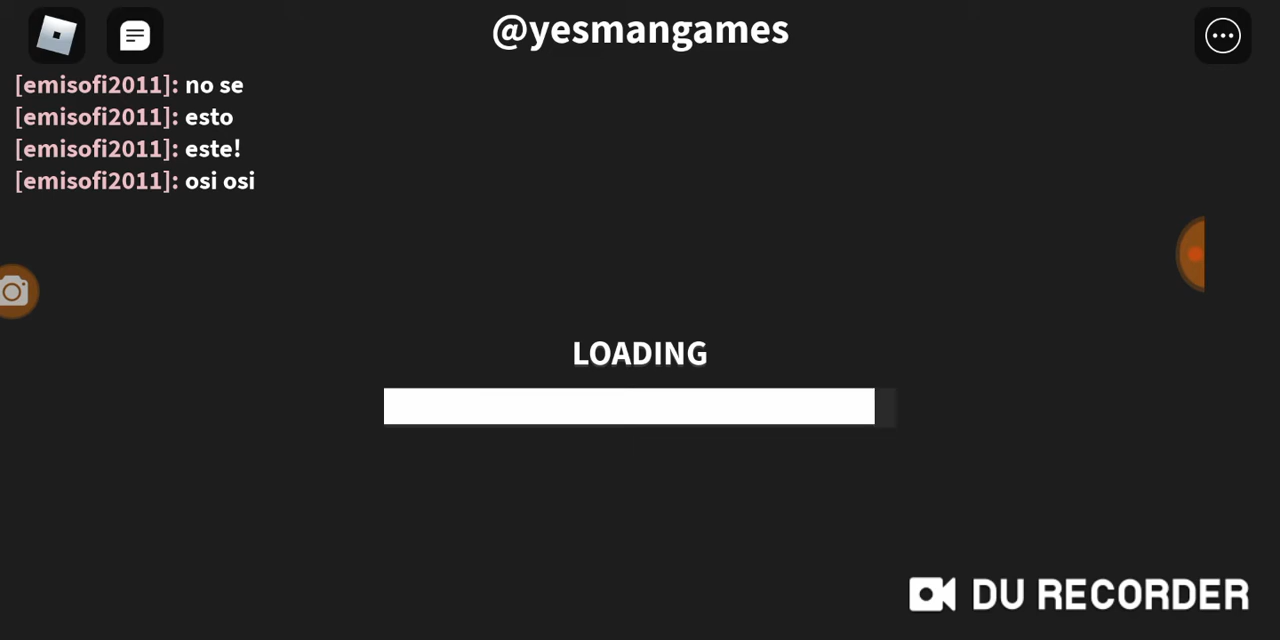 @yesmangames
[emisofi2011]: no se
[emisofi2011]: esto
[emisofi2011]: este!
[emisofi2011]: osi osi
LOADING
DU RECORDER